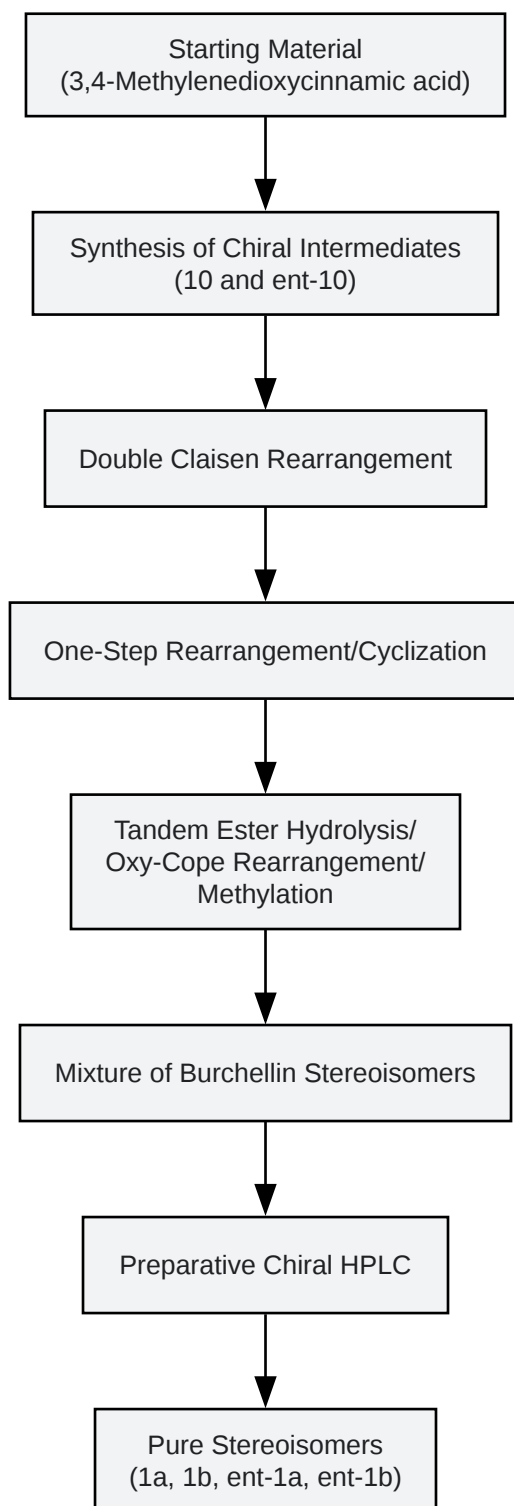 Starting Material
(3,4-Methylenedioxycinnamic acid)
Synthesis of Chiral Intermediates
(10 and ent-10)
Double Claisen Rearrangement
One-Step Rearrangement/Cyclization
Tandem Ester Hydrolysis/
Oxy-Cope Rearrangement/
Methylation
Mixture of Burchellin Stereoisomers
Preparative Chiral HPLC
Pure Stereoisomers
(1a, 1b, ent-1a, ent-1b)